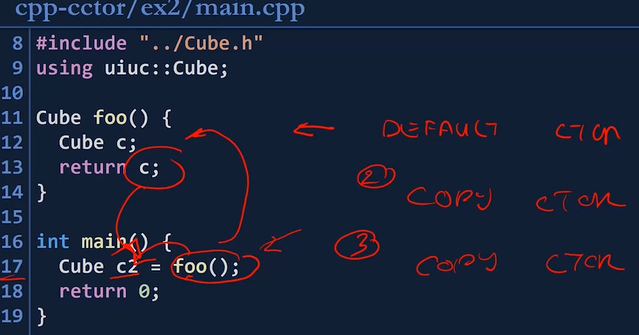 cpp-cctor/ex2/main.cpp
8 #include "../Cube.h"
9 using uiuc::Cube;
10
11 Cube foo() {
12 Cube c; ← DEFAULT CTOR
13 return c;
14 } 2 COPY CTOR
15
16 int main() {
17 Cube c2 = foo(); 3 COPY CTOR
18 return 0;
19 }